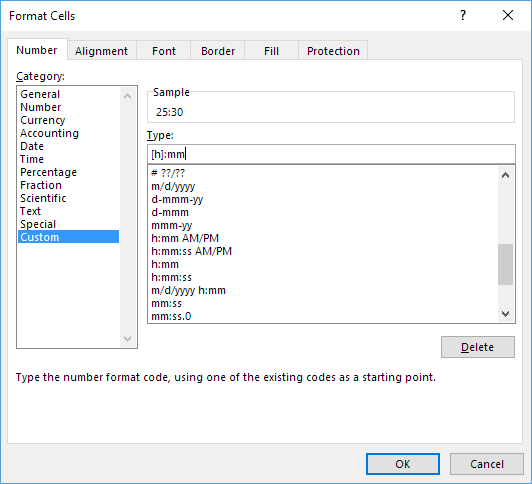 Format Cells
?
Number Alignment Font Border Fill Protection
Category:
General
Number
Currency
Accounting
Date
Time
Percentage
Fraction
Scientific
Text
Special
Custom
Sample
25:30
Type:
[h]:mm
# ??/??
m/d/yyyy
d-mmm-yy
d-mmm
mmm-yy
h:mm AM/PM
h:mm:ss AM/PM
h:mm
h:mm:ss
m/d/yyyy h:mm
mm:ss
mm:ss.0
Delete
Type the number format code, using one of the existing codes as a starting point.
OK Cancel